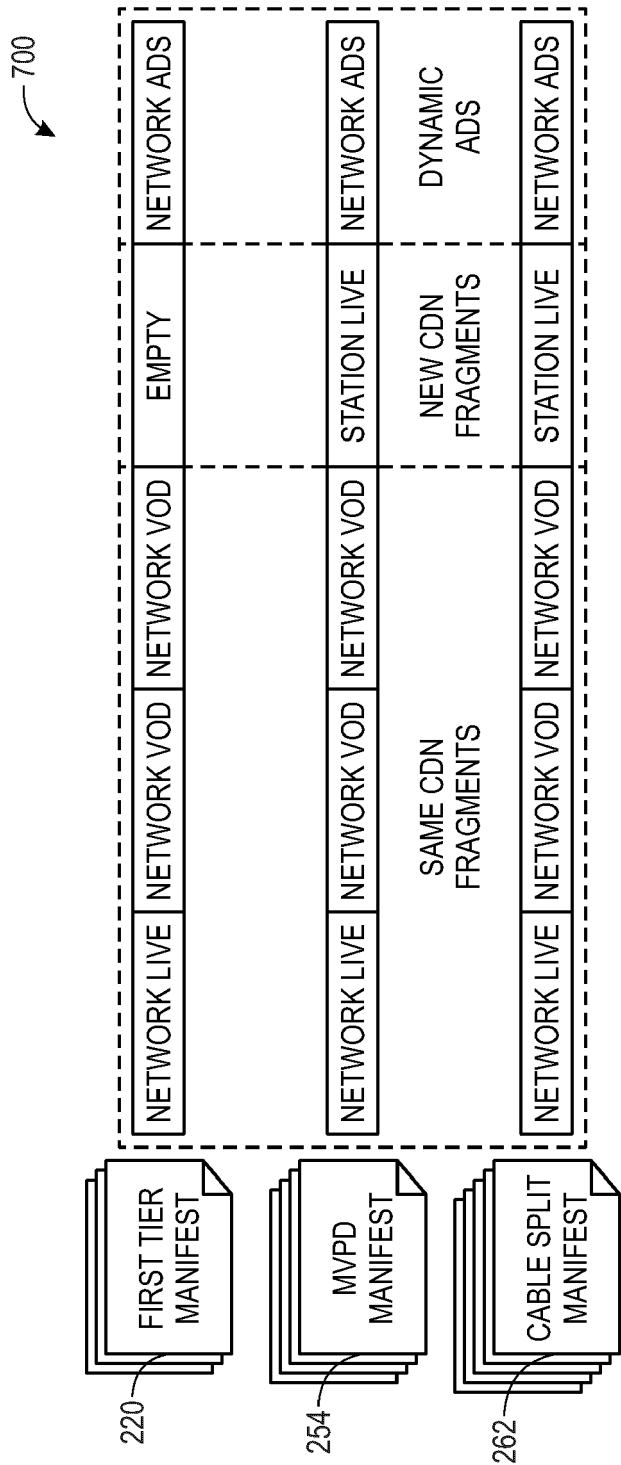 700
220
FIRST TIER
MANIFEST
NETWORK LIVE
NETWORK VOD
NETWORK VOD
EMPTY
NETWORK ADS
254
MVPD
MANIFEST
NETWORK LIVE
NETWORK VOD
NETWORK VOD
STATION LIVE
NETWORK ADS
SAME CDN
FRAGMENTS
NEW CDN
FRAGMENTS
DYNAMIC
ADS
262
CABLE SPLIT
MANIFEST
NETWORK LIVE
NETWORK VOD
NETWORK VOD
STATION LIVE
NETWORK ADS